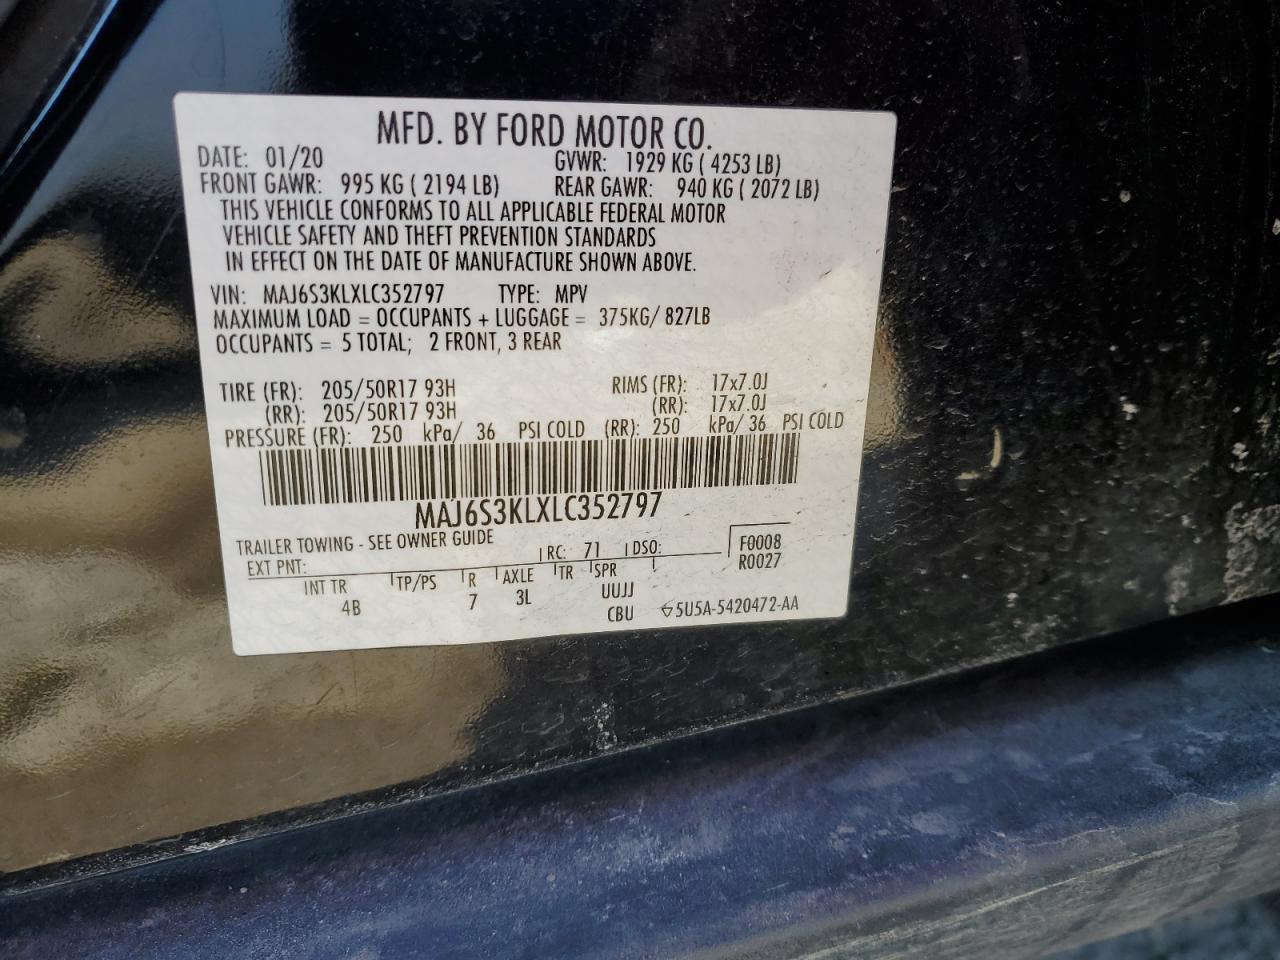 MFD. BY FORD MOTOR CO.
DATE: 01/20 GVWR: 1929 KG ( 4253 LB)
FRONT GAWR: 995 KG ( 2194 LB) REAR GAWR: 940 KG ( 2072 LB)
THIS VEHICLE CONFORMS TO ALL APPLICABLE FEDERAL MOTOR
VEHICLE SAFETY AND THEFT PREVENTION STANDARDS
IN EFFECT ON THE DATE OF MANUFACTURE SHOWN ABOVE.
VIN: MAJ6S3KLXLC352797 TYPE: MPV
MAXIMUM LOAD = OCCUPANTS + LUGGAGE = 375KG/ 827LB
OCCUPANTS = 5 TOTAL; 2 FRONT, 3 REAR
TIRE (FR): 205/50R17 93H RIMS (FR): 17x7.0J
(RR): 205/50R17 93H (RR): 17x7.0J
PRESSURE (FR): 250 kPa/ 36 PSI COLD (RR): 250 kPa/ 36 PSI COLD
MAJ6S3KLXLC352797
TRAILER TOWING - SEE OWNER GUIDE
EXT PNT: RC: 71 DSO: F0008
R0027
INT TR TP/PS R AXLE TR SPR
4B 7 3L UUJJ
CBU 5U5A-5420472-AA